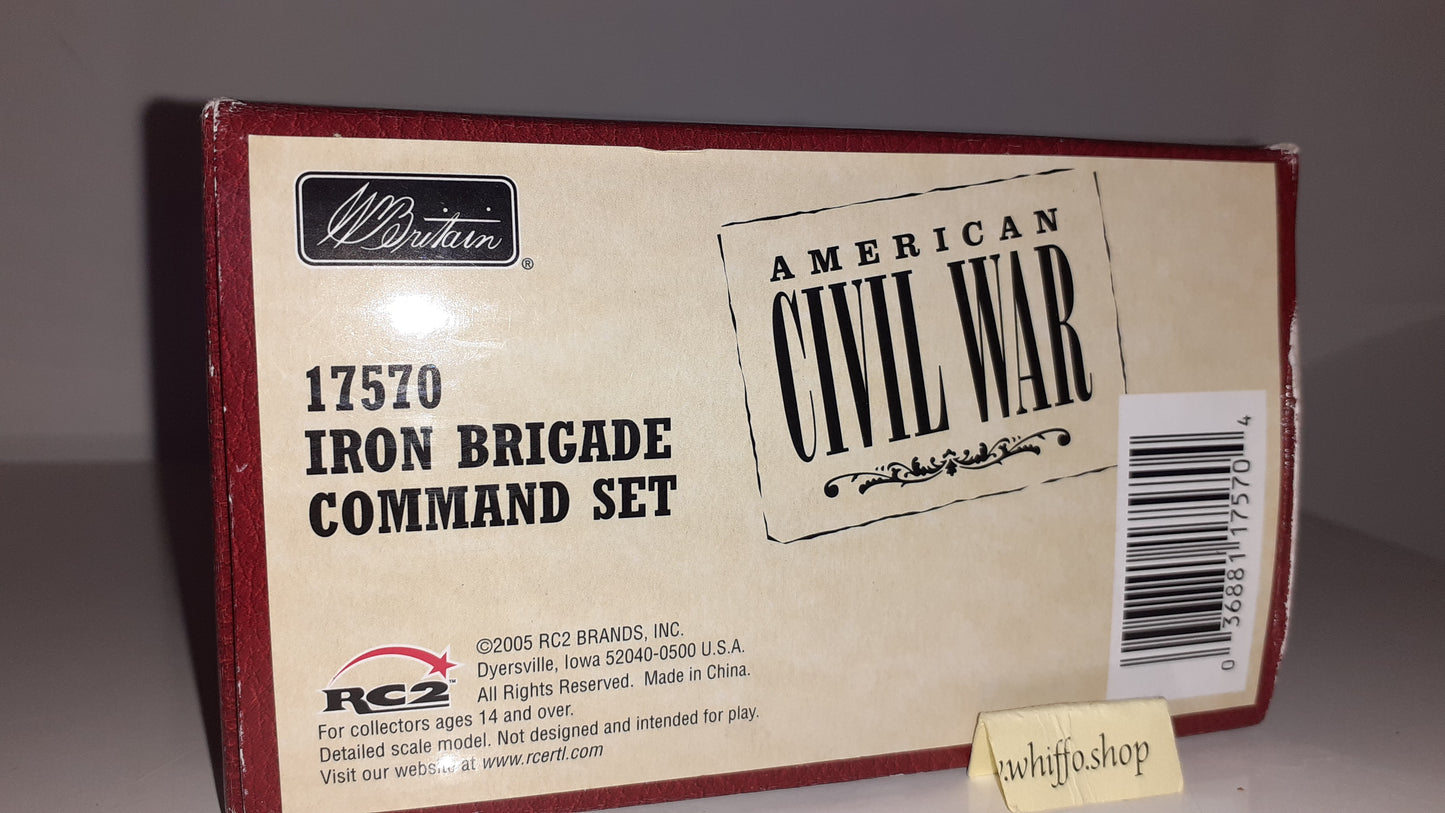 WBritain
®
AMERICAN
CIVIL WAR
17570
IRON BRIGADE
COMMAND SET
RC2™
©2005 RC2 BRANDS, INC.
Dyersville, Iowa 52040-0500 U.S.A.
All Rights Reserved. Made in China.
For collectors ages 14 and over.
Detailed scale model. Not designed and intended for play.
Visit our website at www.rcertl.com
0 36881 17570 4
.whiffo.shop